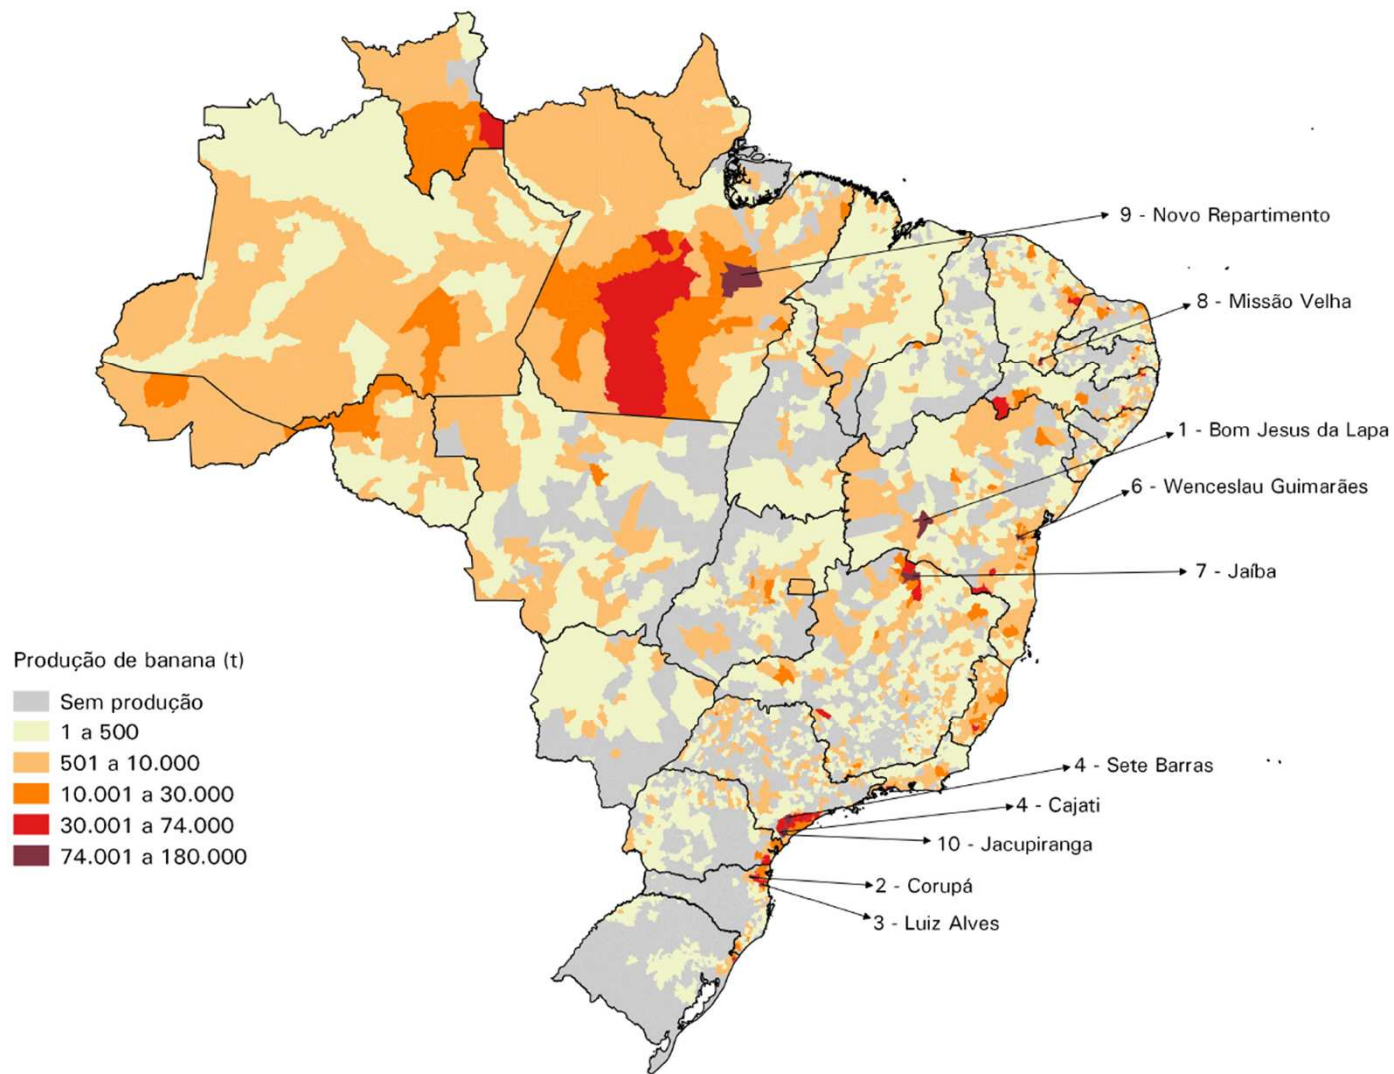 9 - Novo Repartimento
8 - Missão Velha
1 - Bom Jesus da Lapa
6 - Wenceslau Guimarães
7 - Jaíba
Produção de banana (t)
Sem produção
1 a 500
501 a 10.000
10.001 a 30.000
30.001 a 74.000
74.001 a 180.000
4 - Sete Barras
4 - Cajati
10 - Jacupiranga
2 - Corupá
3 - Luiz Alves